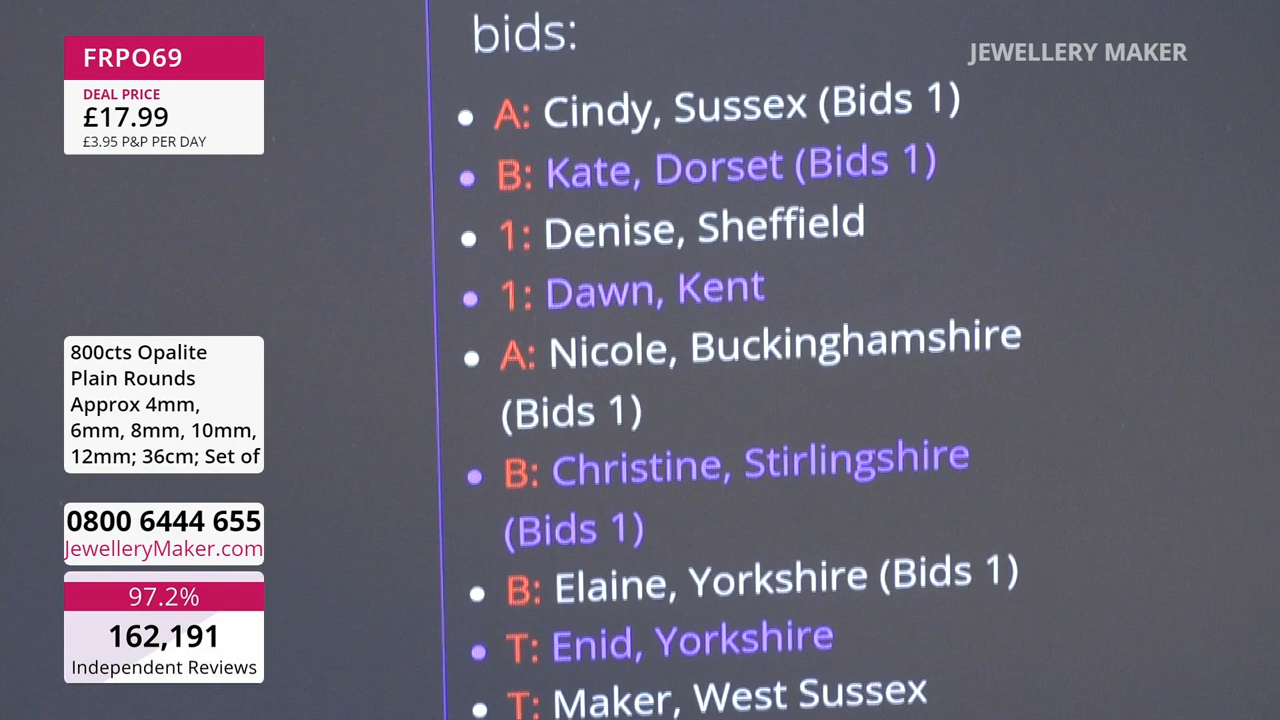 FRPO69
DEAL PRICE
£17.99
£3.95 P&P PER DAY
800cts Opalite
Plain Rounds
Approx 4mm,
6mm, 8mm, 10mm,
12mm; 36cm; Set of
0800 6444 655
JewelleryMaker.com
97.2%
162,191
Independent Reviews
JEWELLERY MAKER
bids:
• A: Cindy, Sussex (Bids 1)
• B: Kate, Dorset (Bids 1)
• 1: Denise, Sheffield
• 1: Dawn, Kent
• A: Nicole, Buckinghamshire
(Bids 1)
• B: Christine, Stirlingshire
(Bids 1)
• B: Elaine, Yorkshire (Bids 1)
• T: Enid, Yorkshire
• T: Maker, West Sussex